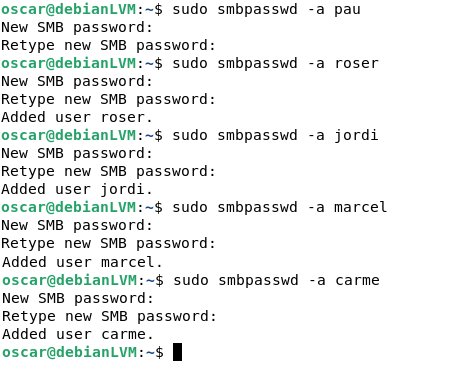 oscar@debianLVM:~$ sudo smbpasswd -a pau
New SMB password:
Retype new SMB password:
oscar@debianLVM:~$ sudo smbpasswd -a roser
New SMB password:
Retype new SMB password:
Added user roser.
oscar@debianLVM:~$ sudo smbpasswd -a jordi
New SMB password:
Retype new SMB password:
Added user jordi.
oscar@debianLVM:~$ sudo smbpasswd -a marcel
New SMB password:
Retype new SMB password:
Added user marcel.
oscar@debianLVM:~$ sudo smbpasswd -a carme
New SMB password:
Retype new SMB password:
Added user carme.
oscar@debianLVM:~$